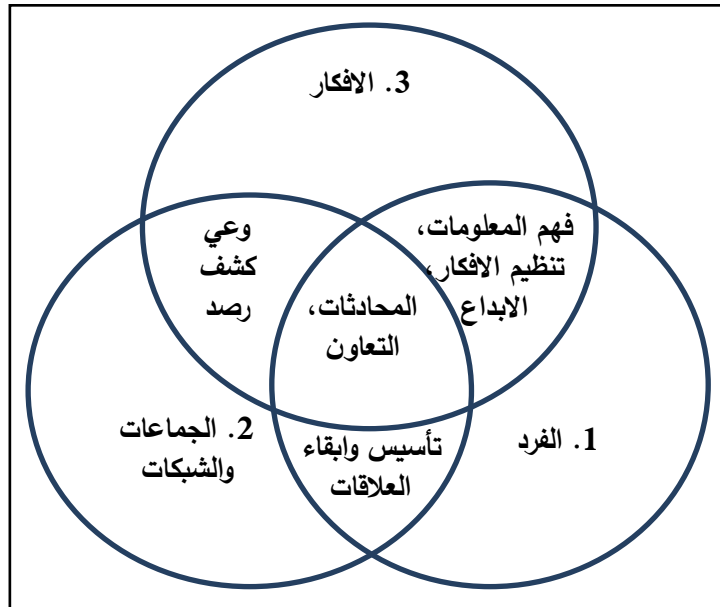 3. الافكار
فهم المعلومات،
تنظيم الافكار،
الابداع
وعي
كشف
رصد
المحادثات،
التعاون
1. الفرد
2. الجماعات
والشبكات
تأسيس وابقاء
العلاقات